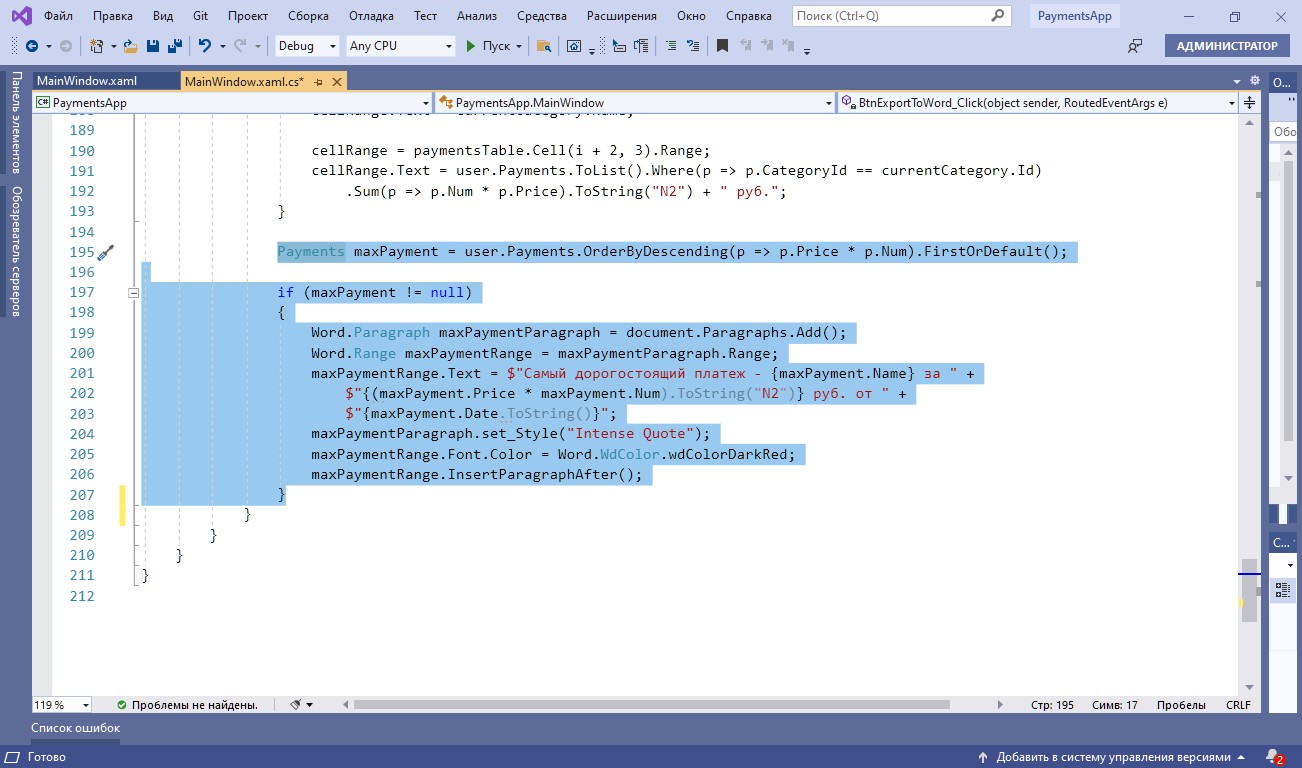 Файл Правка Вид Git Проект Сборка Отладка Тест Анализ Средства Расширения Окно Справка Поиск (Ctrl+Q) PaymentsApp
Debug Any CPU Пуск АДМИНИСТРАТОР
MainWindow.xaml MainWindow.xaml.cs* О...
PaymentsApp PaymentsApp.MainWindow BtnExportToWord_Click(object sender, RoutedEventArgs e)
Панель элементов
Обозреватель серверов
Обо
189
190 cellRange = paymentsTable.Cell(i + 2, 3).Range;
191 cellRange.Text = user.Payments.ToList().Where(p => p.CategoryId == currentCategory.Id)
192 .Sum(p => p.Num * p.Price).ToString("N2") + " руб.";
193 }
194
195 Payments maxPayment = user.Payments.OrderByDescending(p => p.Price * p.Num).FirstOrDefault();
196
197 if (maxPayment != null)
198 {
199 Word.Paragraph maxPaymentParagraph = document.Paragraphs.Add();
200 Word.Range maxPaymentRange = maxPaymentParagraph.Range;
201 maxPaymentRange.Text = $"Самый дорогостоящий платеж - {maxPayment.Name} за " +
202 $"{(maxPayment.Price * maxPayment.Num).ToString("N2")} руб. от " +
203 $"{maxPayment.Date.ToString()}";
204 maxPaymentParagraph.set_Style("Intense Quote");
205 maxPaymentRange.Font.Color = Word.WdColor.wdColorDarkRed;
206 maxPaymentRange.InsertParagraphAfter();
207 }
208 }
209 }
210 }
211 }
212
С...
119 % Проблемы не найдены. Стр: 195 Симв: 17 Пробелы CRLF
Список ошибок
Готово Добавить в систему управления версиями 2